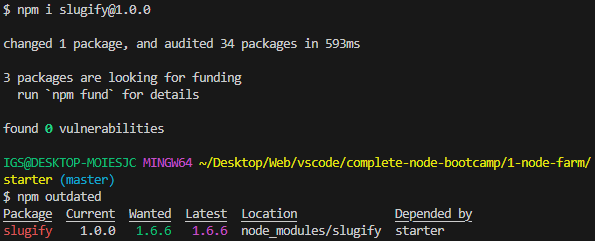 $ npm i slugify@1.0.0
changed 1 package, and audited 34 packages in 593ms
3 packages are looking for funding
run `npm fund` for details
found 0 vulnerabilities
IGS@DESKTOP-MOIESJC MINGW64 ~/Desktop/Web/vscode/complete-node-bootcamp/1-node-farm/
starter (master)
$ npm outdated
Package Current Wanted Latest Location Depended by
slugify 1.0.0 1.6.6 1.6.6 node_modules/slugify starter